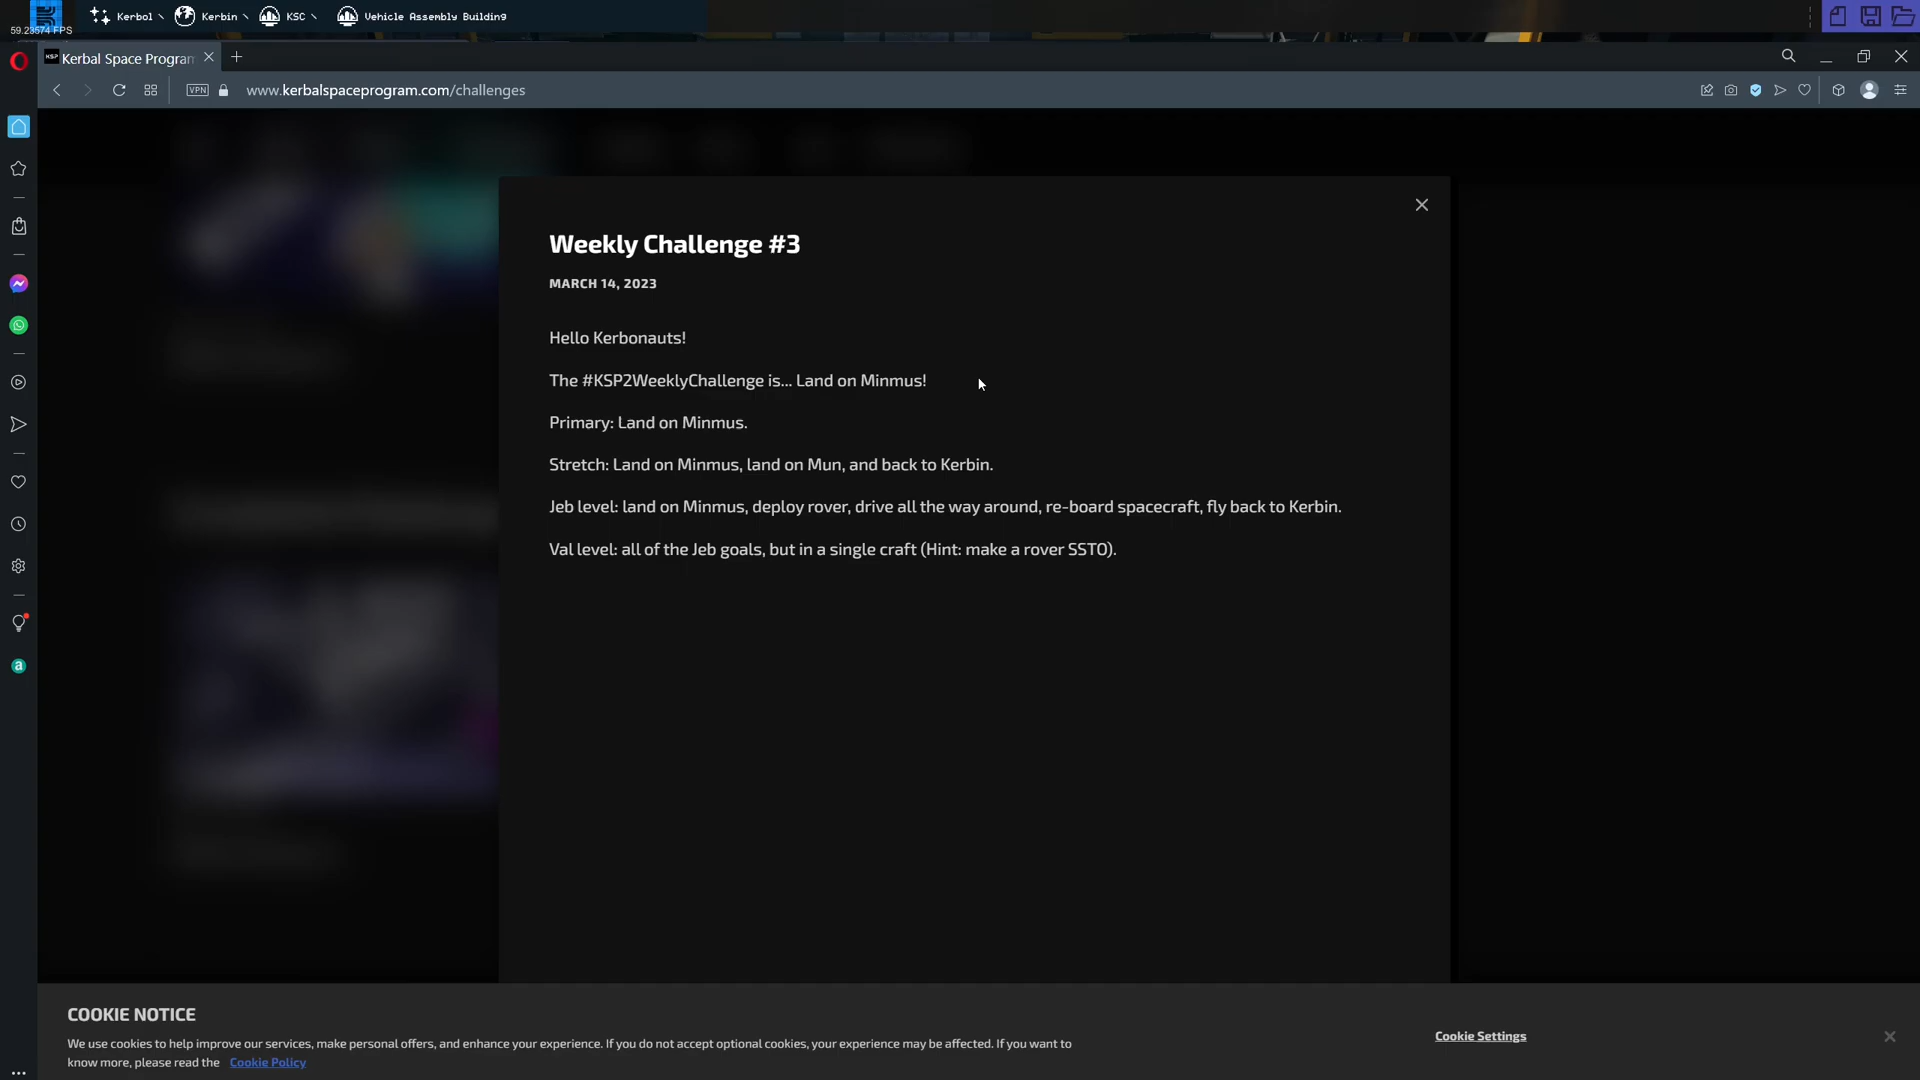 Kerbol
Kerbin
KSC
Vehicle Assembly Building
59.23574 FPS
KSP
Kerbal Space Program
VPN
www.kerbalspaceprogram.com/challenges
Weekly Challenge #3
MARCH 14, 2023
Hello Kerbonauts!
The #KSP2WeeklyChallenge is... Land on Minmus!
Primary: Land on Minmus.
Stretch: Land on Minmus, land on Mun, and back to Kerbin.
Jeb level: land on Minmus, deploy rover, drive all the way around, re-board spacecraft, fly back to Kerbin.
Val level: all of the Jeb goals, but in a single craft (Hint: make a rover SSTO).
a
COOKIE NOTICE
We use cookies to help improve our services, make personal offers, and enhance your experience. If you do not accept optional cookies, your experience may be affected. If you want to
know more, please read the Cookie Policy
Cookie Settings